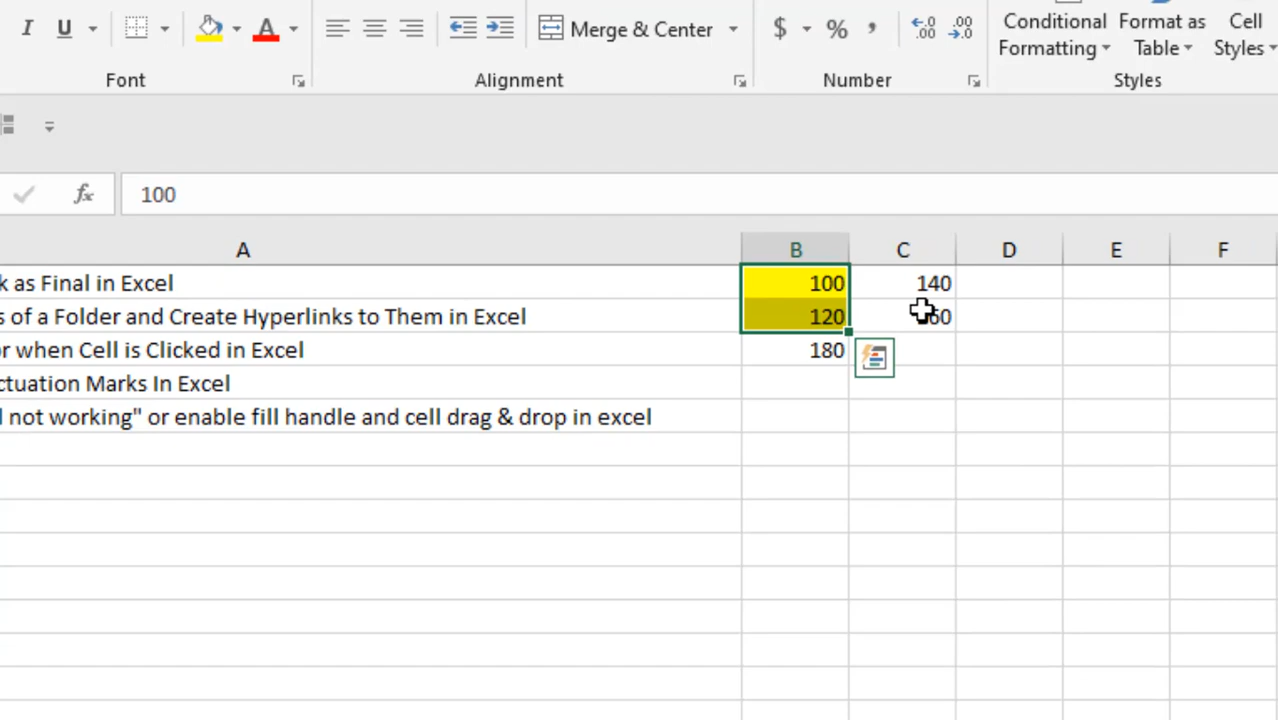 I U A Merge & Center $ % , .00 .00 Conditional Formatting Format as Table Cell Styles
Font Alignment Number Styles
fx 100
A B C D E F
k as Final in Excel 100 140
s of a Folder and Create Hyperlinks to Them in Excel 120
or when Cell is Clicked in Excel 180
ctuation Marks In Excel
l not working" or enable fill handle and cell drag & drop in excel